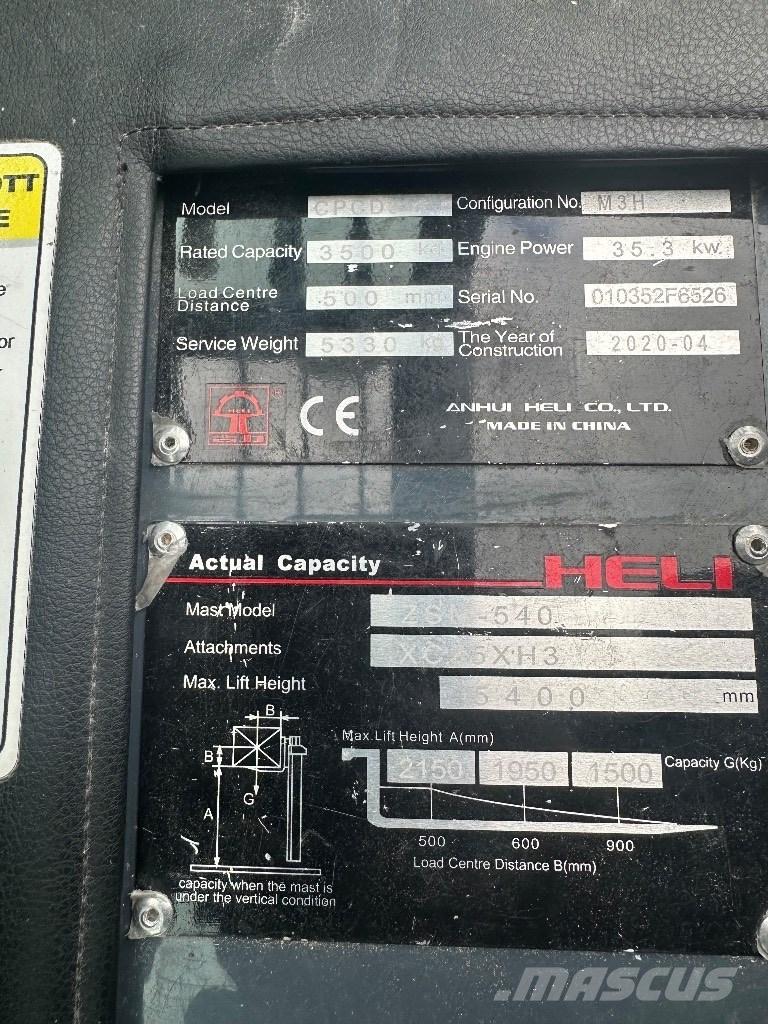 OTT
E
e
or
Model CPCD Configuration No. M3H
Rated Capacity 3500 kg Engine Power 35.3 kw
Load Centre Distance 500 mm Serial No. 010352F6526
Service Weight 5330 kg The Year of Construction 2020-04
HELI ® CE ANHUI HELI CO., LTD.
MADE IN CHINA
Actual Capacity HELI
Mast Model -540
Attachments
Max. Lift Height 5400 mm
B
Max. Lift Height A(mm)
B 2150 1950 1500 Capacity G(Kg)
G
A
500 600 900
Load Centre Distance B(mm)
capacity when the mast is
under the vertical condition
MASCUS